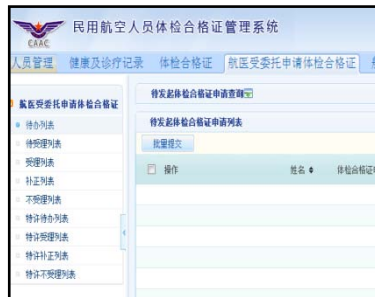 民用航空人员体检合格证管理系统
CAAC
人员管理 健康及诊疗记录 体检合格证 航医受委托申请体检合格证
航医受委托申请体检合格证
待办列表
待受理列表
受理列表
补正列表
不受理列表
特许待办列表
特许受理列表
特许补正列表
特许不受理列表
待发起体检合格证申请查询
待发起体检合格证申请列表
批量提交
操作 姓名 体检合格证